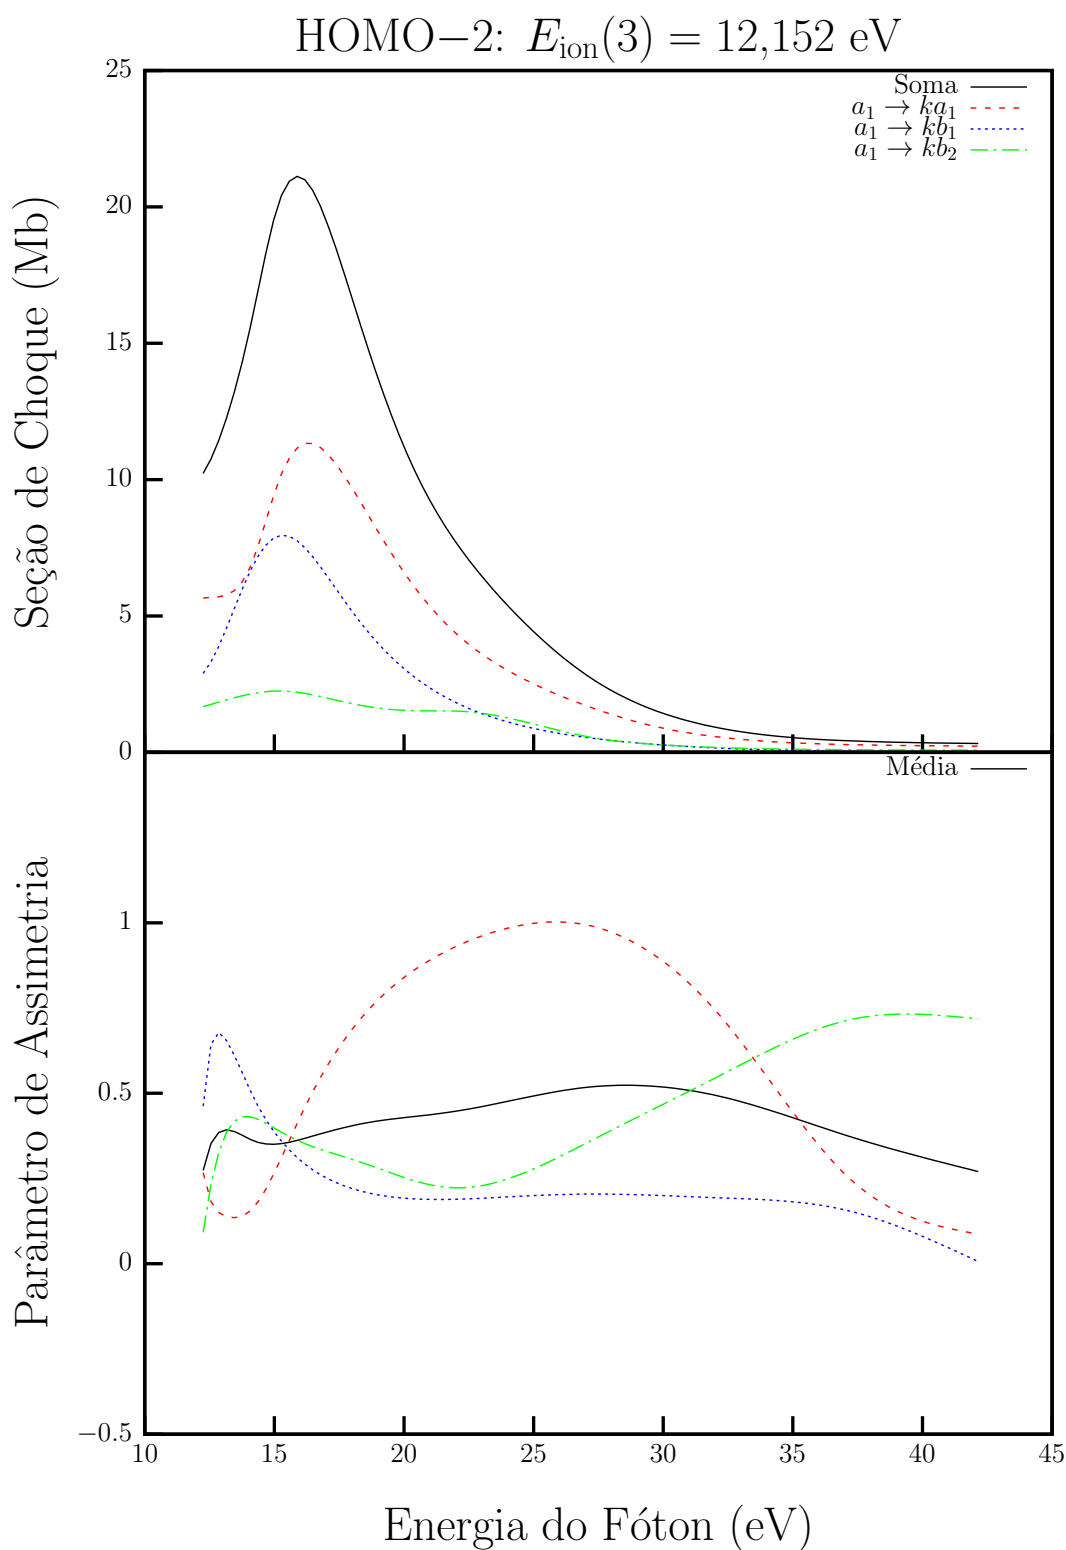 HOMO−2: E_ion(3) = 12,152 eV
25
20
15
10
5
0
Seção de Choque (Mb)
Soma
a₁ → ka₁
a₁ → kb₁
a₁ → kb₂
Média
1
0.5
0
−0.5
Parâmetro de Assimetria
10 15 20 25 30 35 40 45
Energia do Fóton (eV)